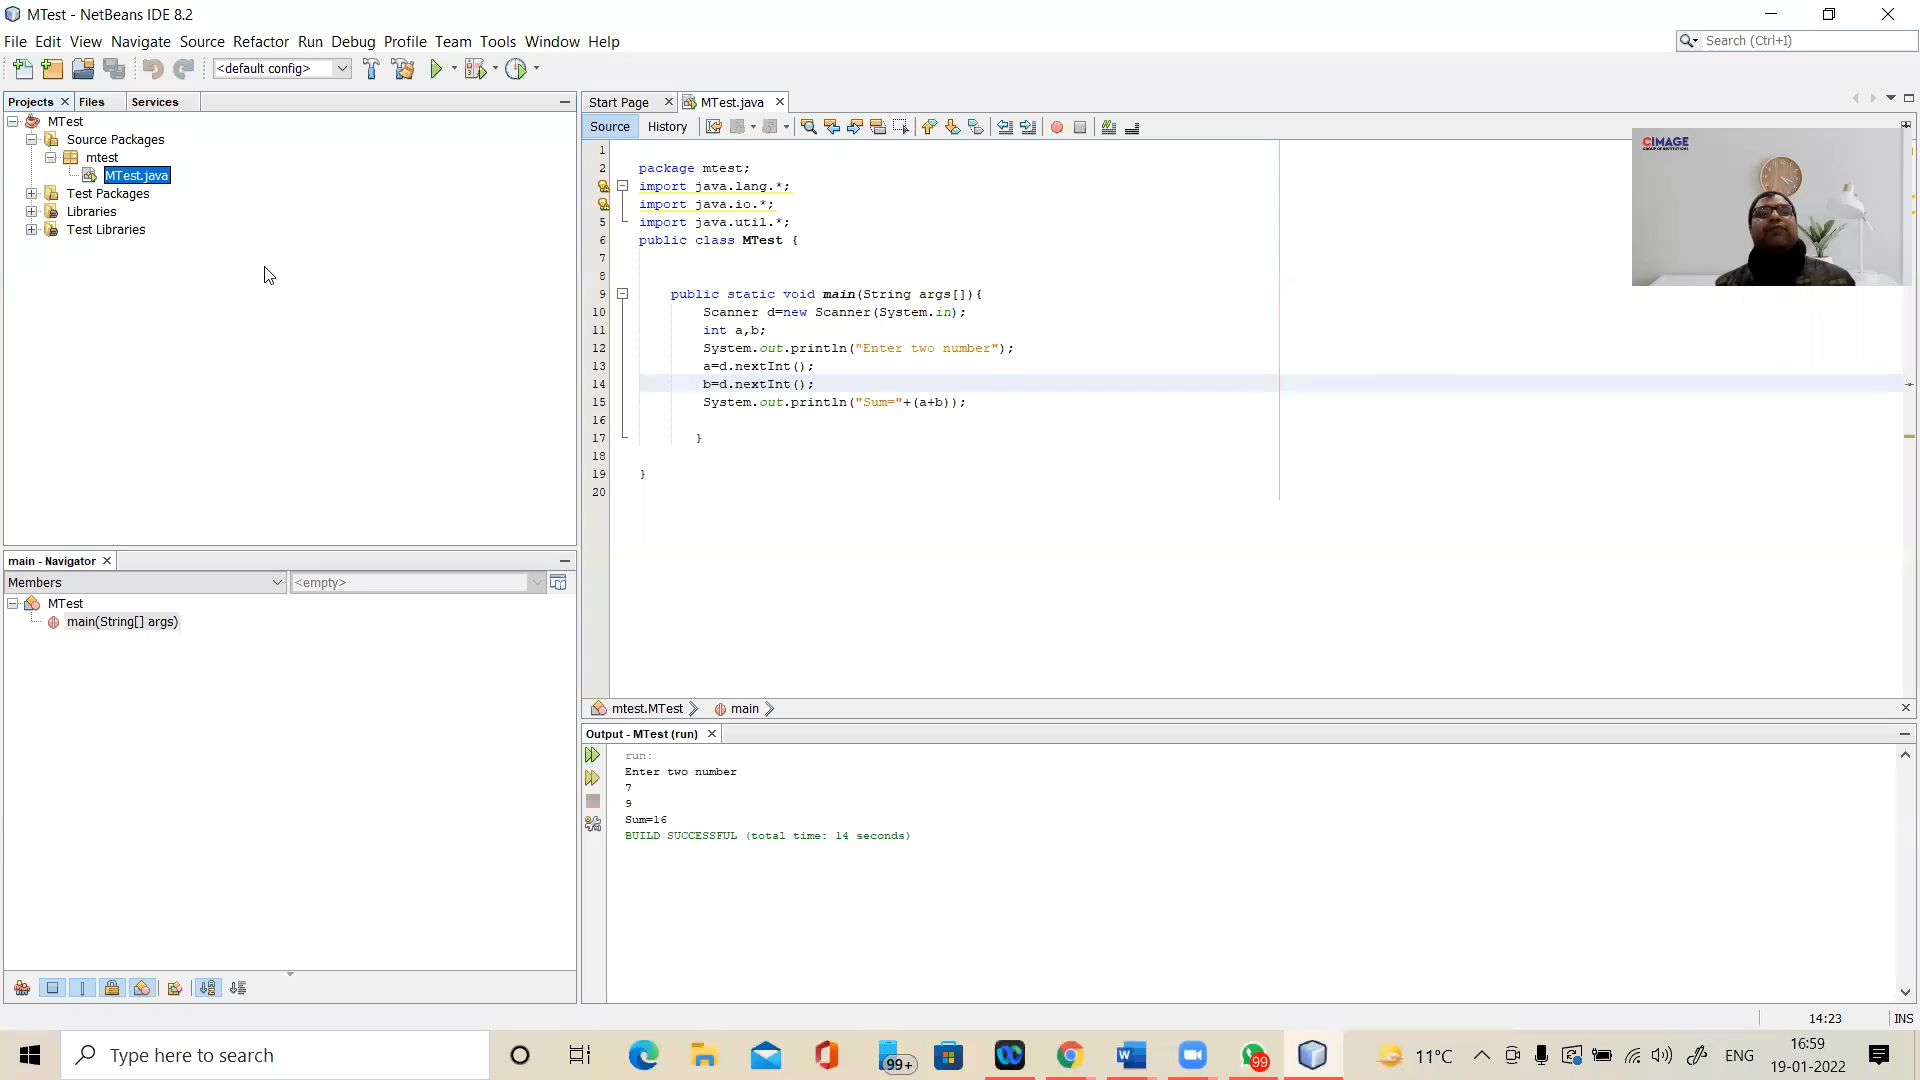 MTest - NetBeans IDE 8.2
File Edit View Navigate Source Refactor Run Debug Profile Team Tools Window Help
Search (Ctrl+I)
<default config>
Projects Files Services
MTest
Source Packages
mtest
MTest.java
Test Packages
Libraries
Test Libraries
Start Page MTest.java
Source History
1
2 package mtest;
import java.lang.*;
import java.io.*;
5 import java.util.*;
6 public class MTest {
7
8
9 public static void main(String args[]){
10 Scanner d=new Scanner(System.in);
11 int a,b;
12 System.out.println("Enter two number");
13 a=d.nextInt();
14 b=d.nextInt();
15 System.out.println("Sum="+(a+b));
16
17 }
18
19 }
20
CIMAGE
GROUP OF INSTITUTIONS
main - Navigator
Members <empty>
MTest
main(String[] args)
mtest.MTest main
Output - MTest (run)
run:
Enter two number
7
9
Sum=16
BUILD SUCCESSFUL (total time: 14 seconds)
14:23 INS
Type here to search
99+
99
11°C
ENG
16:59
19-01-2022